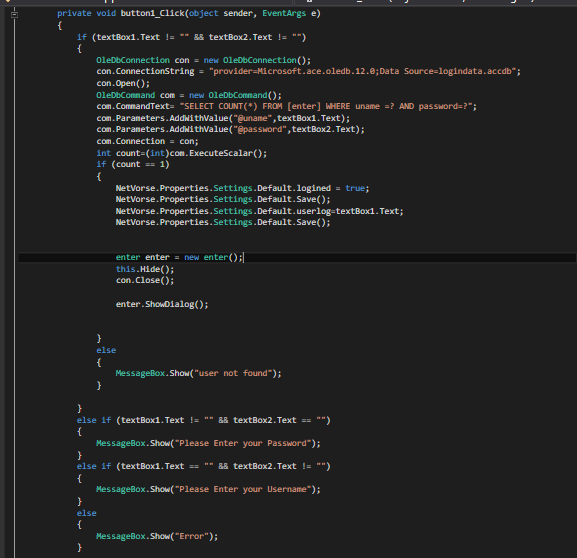 private void button1_Click(object sender, EventArgs e)
{
if (textBox1.Text != "" && textBox2.Text != "")
{
OleDbConnection con = new OleDbConnection();
con.ConnectionString = "provider=Microsoft.ace.oledb.12.0;Data Source=logindata.accdb";
con.Open();
OleDbCommand com = new OleDbCommand();
com.CommandText= "SELECT COUNT(*) FROM [enter] WHERE uname =? AND password=?";
com.Parameters.AddWithValue("@uname",textBox1.Text);
com.Parameters.AddWithValue("@password",textBox2.Text);
com.Connection = con;
int count=(int)com.ExecuteScalar();
if (count == 1)
{
NetVorse.Properties.Settings.Default.logined = true;
NetVorse.Properties.Settings.Default.Save();
NetVorse.Properties.Settings.Default.userlog=textBox1.Text;
NetVorse.Properties.Settings.Default.Save();
enter enter = new enter();
this.Hide();
con.Close();
enter.ShowDialog();
}
else
{
MessageBox.Show("user not found");
}
}
else if (textBox1.Text != "" && textBox2.Text == "")
{
MessageBox.Show("Please Enter your Password");
}
else if (textBox1.Text == "" && textBox2.Text != "")
{
MessageBox.Show("Please Enter your Username");
}
else
{
MessageBox.Show("Error");
}